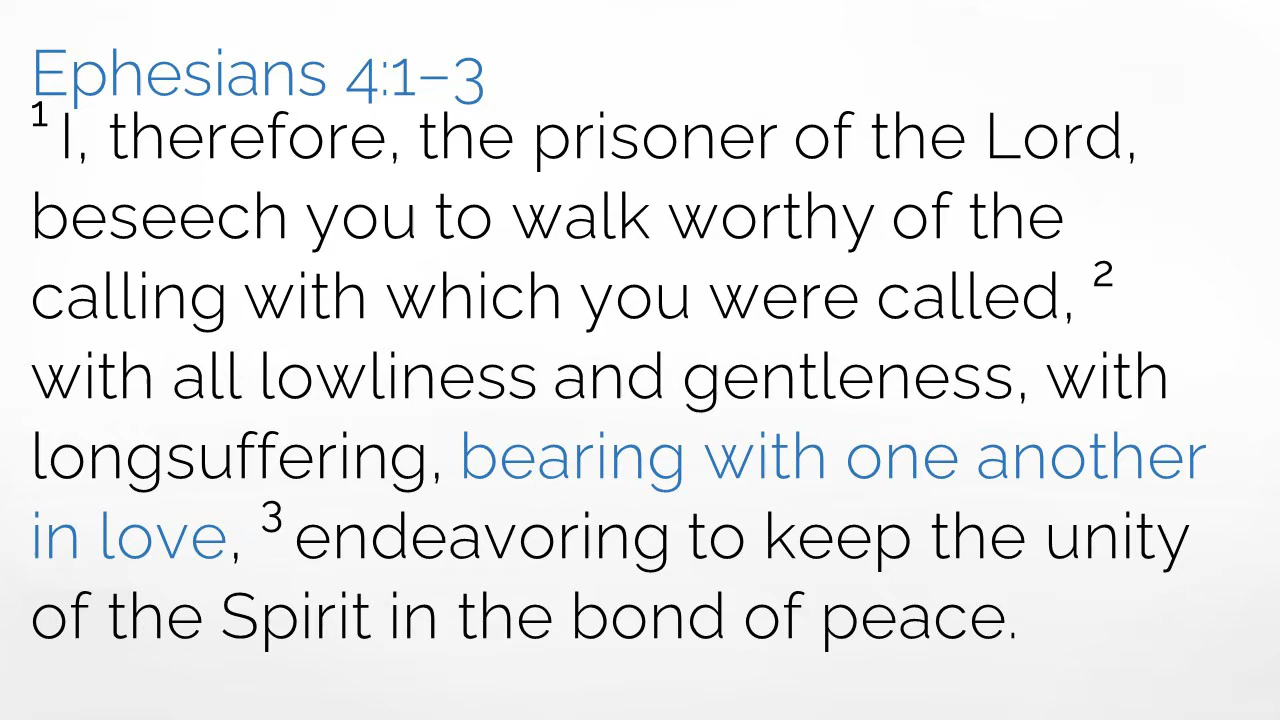 Ephesians 4:1–3
¹ I, therefore, the prisoner of the Lord,
beseech you to walk worthy of the
calling with which you were called, ²
with all lowliness and gentleness, with
longsuffering, bearing with one another
in love, ³ endeavoring to keep the unity
of the Spirit in the bond of peace.